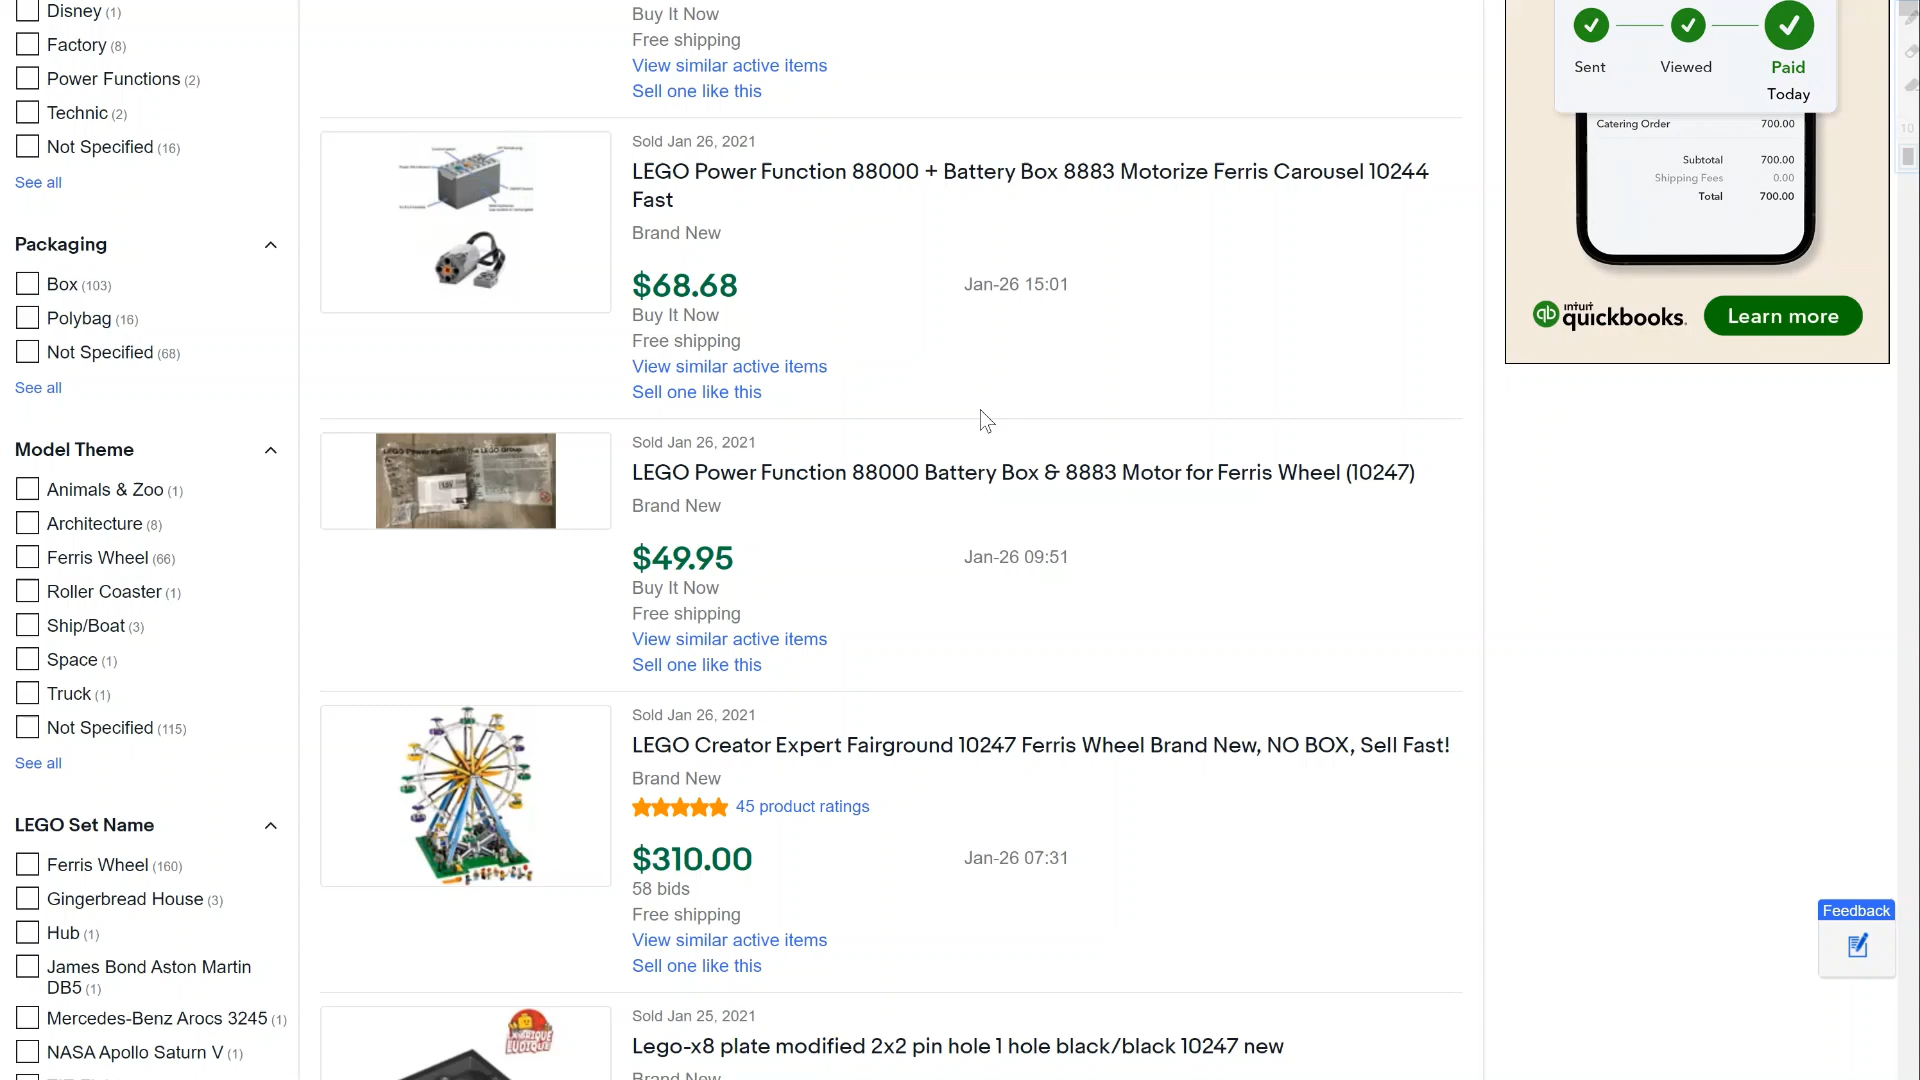 Disney (1)
Factory (8)
Power Functions (2)
Technic (2)
Not Specified (16)
See all
Packaging
Box (103)
Polybag (16)
Not Specified (68)
See all
Model Theme
Animals & Zoo (1)
Architecture (8)
Ferris Wheel (66)
Roller Coaster (1)
Ship/Boat (3)
Space (1)
Truck (1)
Not Specified (115)
See all
LEGO Set Name
Ferris Wheel (160)
Gingerbread House (3)
Hub (1)
James Bond Aston Martin
DB5 (1)
Mercedes-Benz Arocs 3245 (1)
NASA Apollo Saturn V (1)
Buy It Now
Free shipping
View similar active items
Sell one like this
Sold Jan 26, 2021
LEGO Power Function 88000 + Battery Box 8883 Motorize Ferris Carousel 10244
Fast
Brand New
$68.68
Jan-26 15:01
Buy It Now
Free shipping
View similar active items
Sell one like this
Sold Jan 26, 2021
LEGO Power Function 88000 Battery Box & 8883 Motor for Ferris Wheel (10247)
Brand New
$49.95
Jan-26 09:51
Buy It Now
Free shipping
View similar active items
Sell one like this
Sold Jan 26, 2021
LEGO Creator Expert Fairground 10247 Ferris Wheel Brand New, NO BOX, Sell Fast!
Brand New
45 product ratings
$310.00
Jan-26 07:31
58 bids
Free shipping
View similar active items
Sell one like this
Sold Jan 25, 2021
Lego-x8 plate modified 2x2 pin hole 1 hole black/black 10247 new
Brand New
Sent
Viewed
Paid
Today
Catering Order 700.00
Subtotal 700.00
Shipping Fees 0.00
Total 700.00
qb intuit quickbooks.
Learn more
Feedback
10